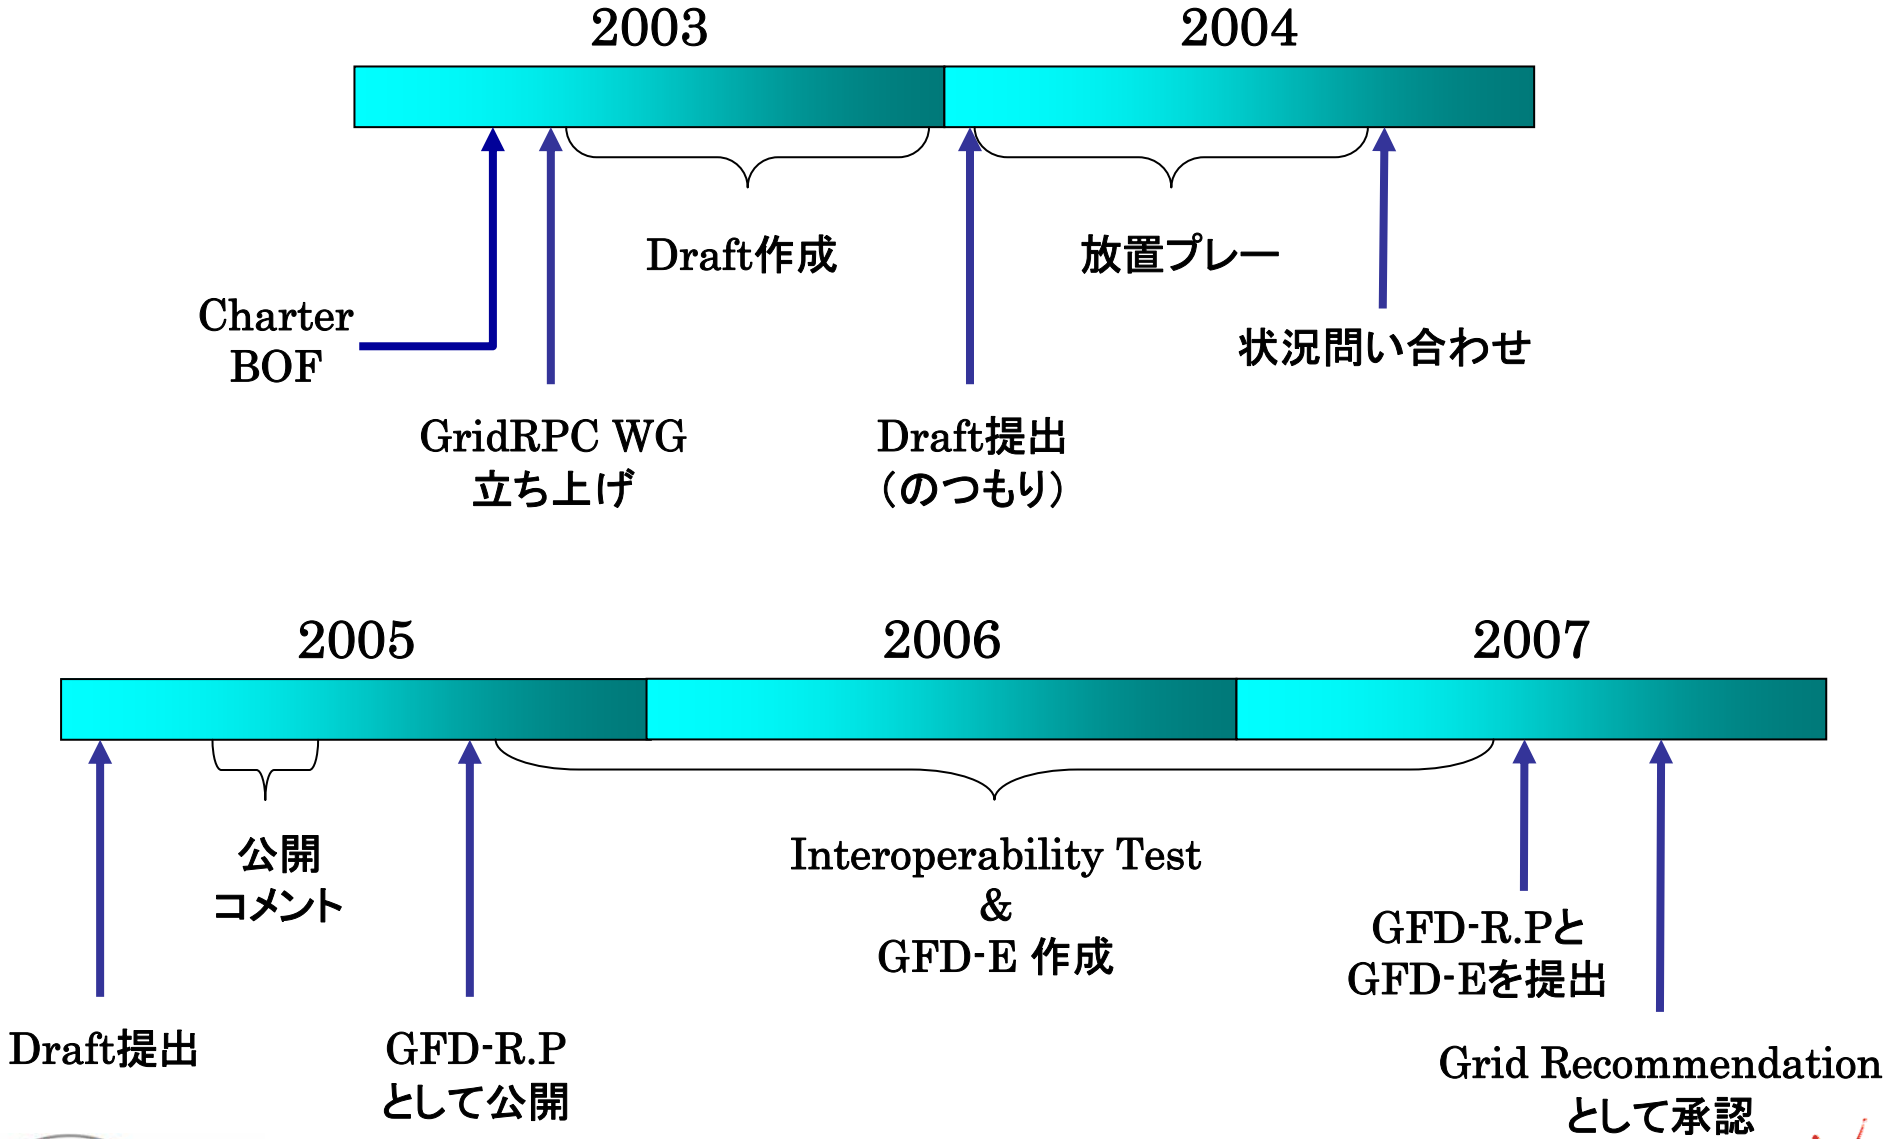 2003
2004
Draft作成
放置プレー
Charter
BOF
状況問い合わせ
GridRPC WG
立ち上げ
Draft提出
(のつもり)
2005
2006
2007
公開
コメント
Interoperability Test
&
GFD-E 作成
GFD-R.Pと
GFD-Eを提出
Draft提出
GFD-R.P
として公開
Grid Recommendation
として承認